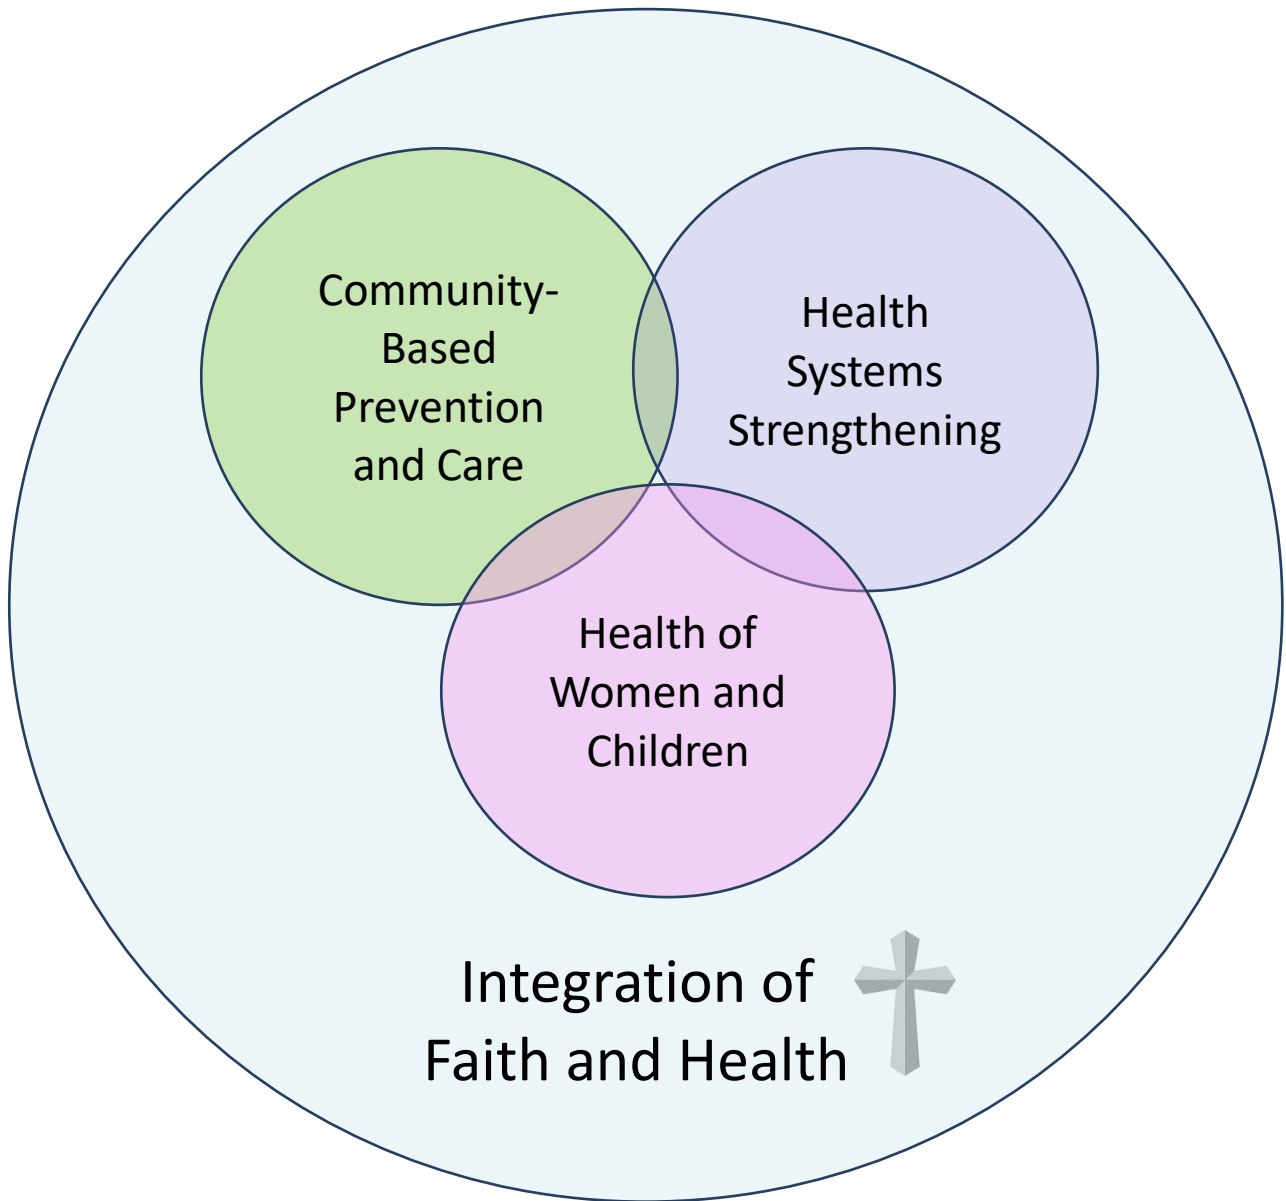 Community-
Based
Prevention
and Care
Health
Systems
Strengthening
Health of
Women and
Children
Integration of
Faith and Health